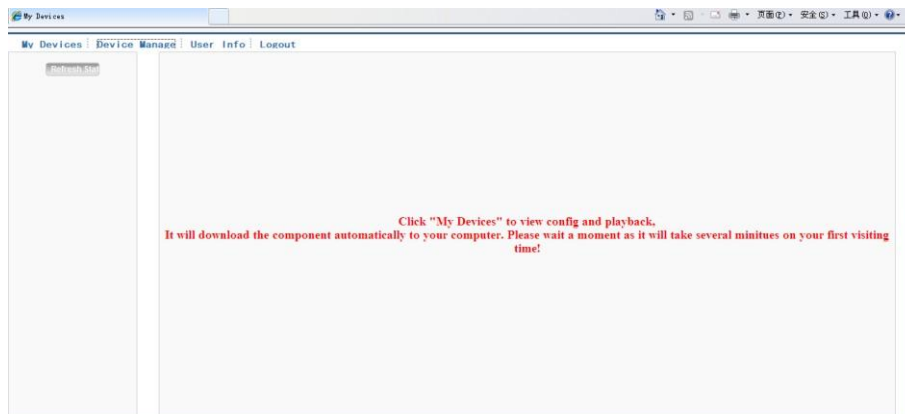 My Devices
页面(P) 安全(S) 工具(O)
My Devices Device Manage User Info Logout
Refresh Stat
Click "My Devices" to view config and playback,
It will download the component automatically to your computer. Please wait a moment as it will take several minitues on your first visiting
time!